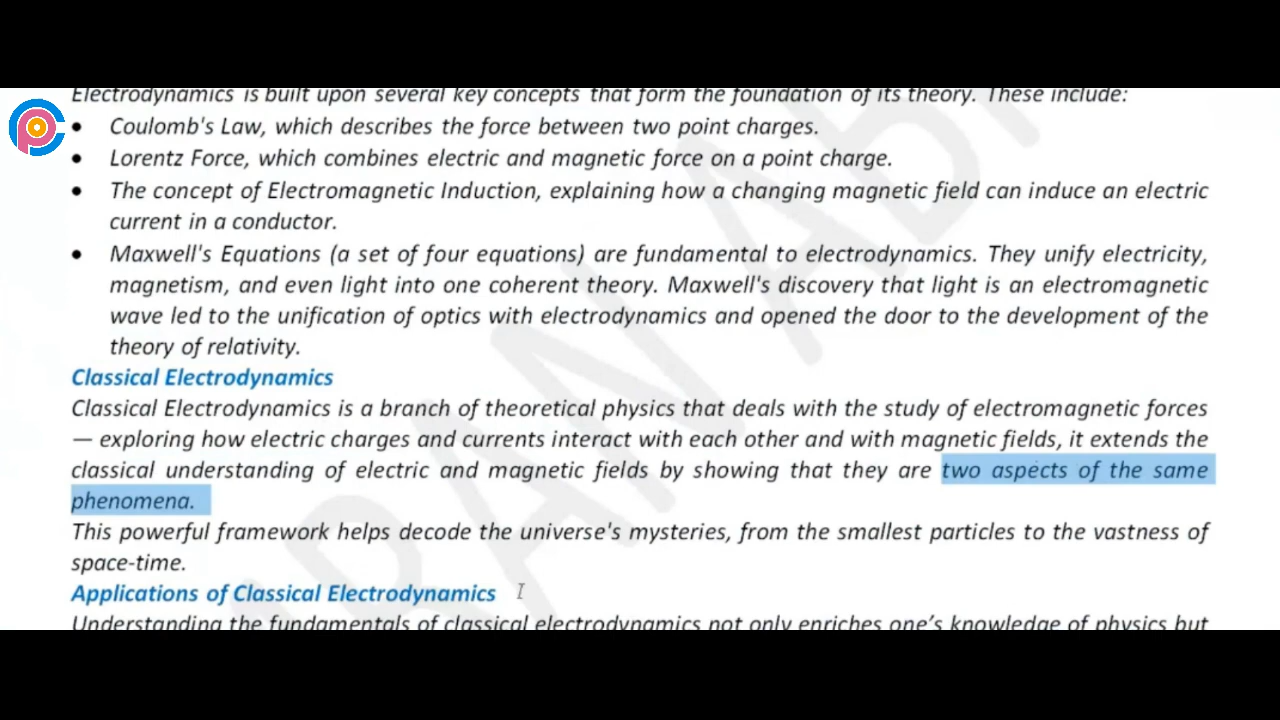 Electrodynamics is built upon several key concepts that form the foundation of its theory. These include:
• Coulomb's Law, which describes the force between two point charges.
• Lorentz Force, which combines electric and magnetic force on a point charge.
• The concept of Electromagnetic Induction, explaining how a changing magnetic field can induce an electric
current in a conductor.
• Maxwell's Equations (a set of four equations) are fundamental to electrodynamics. They unify electricity,
magnetism, and even light into one coherent theory. Maxwell's discovery that light is an electromagnetic
wave led to the unification of optics with electrodynamics and opened the door to the development of the
theory of relativity.
Classical Electrodynamics
Classical Electrodynamics is a branch of theoretical physics that deals with the study of electromagnetic forces
— exploring how electric charges and currents interact with each other and with magnetic fields, it extends the
classical understanding of electric and magnetic fields by showing that they are two aspects of the same
phenomena.
This powerful framework helps decode the universe's mysteries, from the smallest particles to the vastness of
space-time.
Applications of Classical Electrodynamics
Understanding the fundamentals of classical electrodynamics not only enriches one’s knowledge of physics but